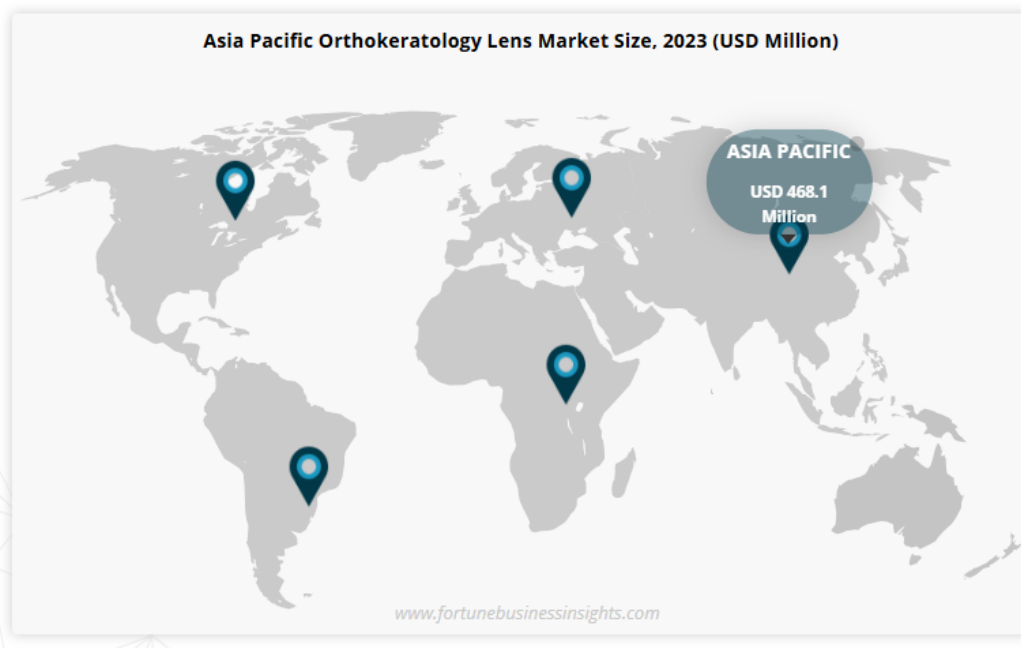 Asia Pacific Orthokeratology Lens Market Size, 2023 (USD Million)
ASIA PACIFIC
USD 468.1
Million
www.fortunebusinessinsights.com